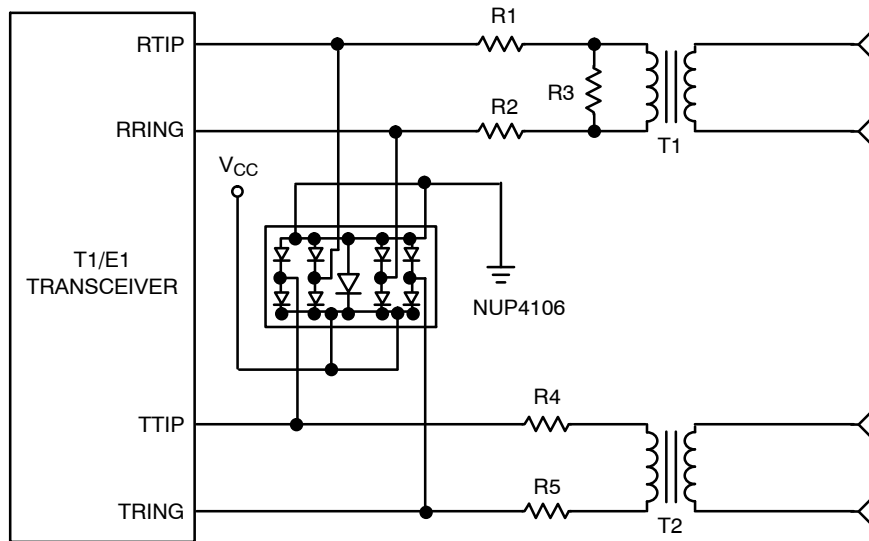 R1
RTIP
R3
R2
RRING
T1
VCC
T1/E1
TRANSCEIVER
NUP4106
R4
TTIP
R5
TRING
T2